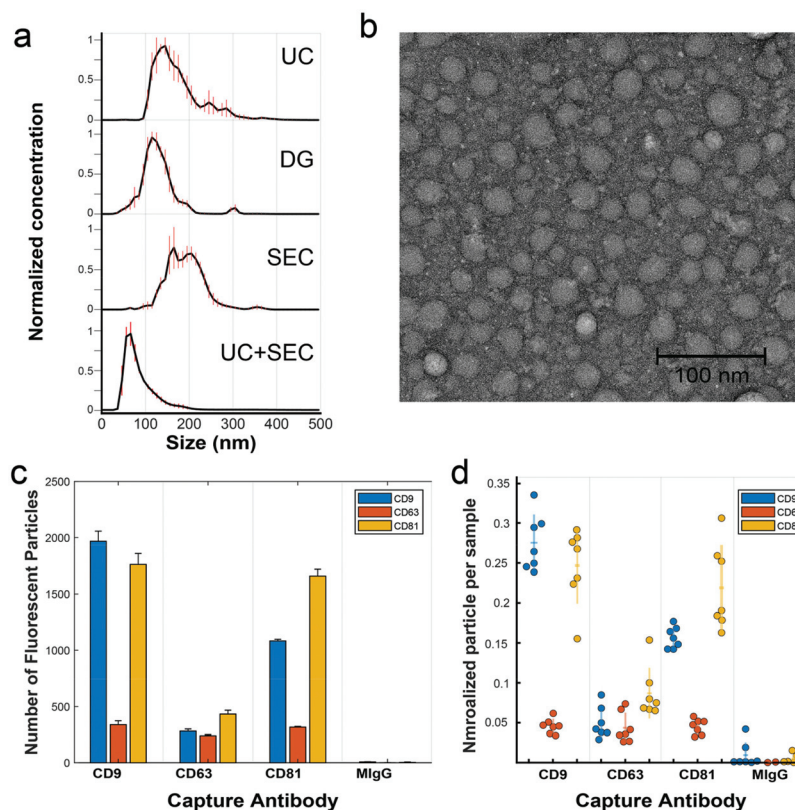 a
Normalized concentration
1
0.5
0
UC
1
0.5
0
DG
1
0.5
0
SEC
1
0.5
0
UC+SEC
0 100 200 300 400 500
Size (nm)
b
100 nm
c
Number of Fluorescent Particles
2500
2000
1500
1000
500
0
CD9
CD63
CD81
CD9 CD63 CD81 MIgG
Capture Antibody
d
Nmroalized particle per sample
0.35
0.3
0.25
0.2
0.15
0.1
0.05
CD9
CD6
CD8
CD9 CD63 CD81 MIgG
Capture Antibody